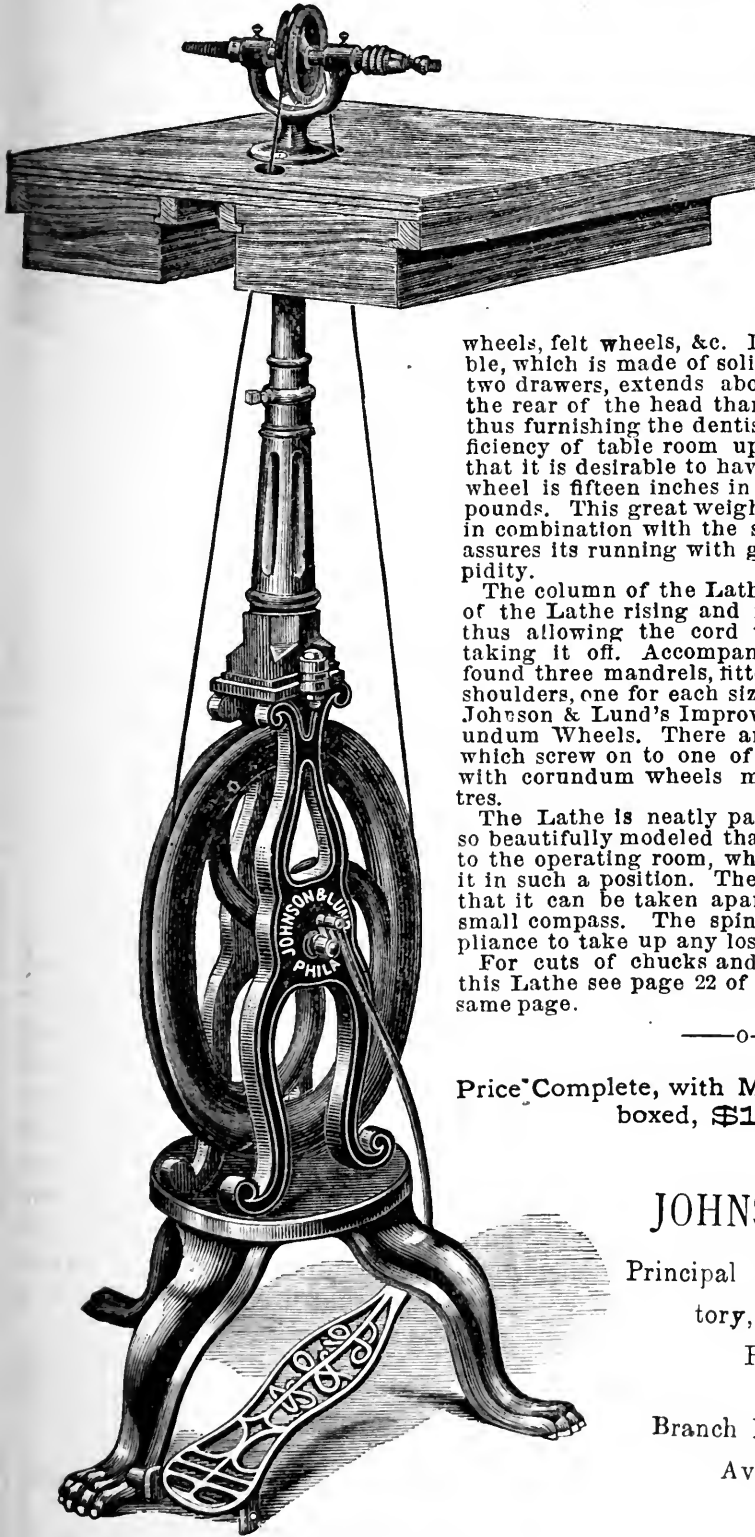 JOHNSON & LUND
PHILA
wheels, felt wheels, &c. I
ble, which is made of soli
two drawers, extends abo
the rear of the head than
thus furnishing the dentis
ficiency of table room up
that it is desirable to hav
wheel is fifteen inches in
pounds. This great weigh
in combination with the s
assures its running with g
pidity.
The column of the Lath
of the Lathe rising and
thus allowing the cord
taking it off. Accompan
found three mandrels, fitt
shoulders, one for each siz
Johnson & Lund's Improv
undum Wheels. There ar
which screw on to one of
with corundum wheels m
tres.
The Lathe is neatly pa
so beautifully modeled tha
to the operating room, wh
it in such a position. The
that it can be taken apar
small compass. The spin
pliance to take up any los
For cuts of chucks and
this Lathe see page 22 of
same page.
——o-
Price Complete, with M
boxed, $1
JOHNS
Principal
tory,
Branch
Av